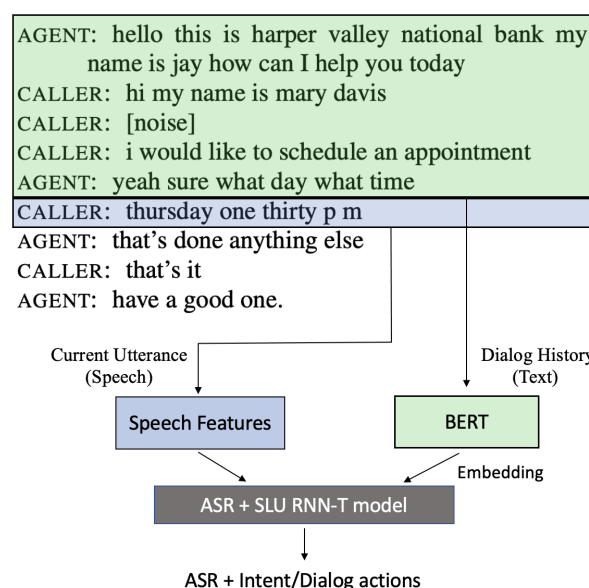 AGENT: hello this is harper valley national bank my
name is jay how can I help you today
CALLER: hi my name is mary davis
CALLER: [noise]
CALLER: i would like to schedule an appointment
AGENT: yeah sure what day what time
CALLER: thursday one thirty p m
AGENT: that's done anything else
CALLER: that's it
AGENT: have a good one.
Current Utterance
(Speech)
Dialog History
(Text)
Speech Features
BERT
Embedding
ASR + SLU RNN-T model
ASR + Intent/Dialog actions